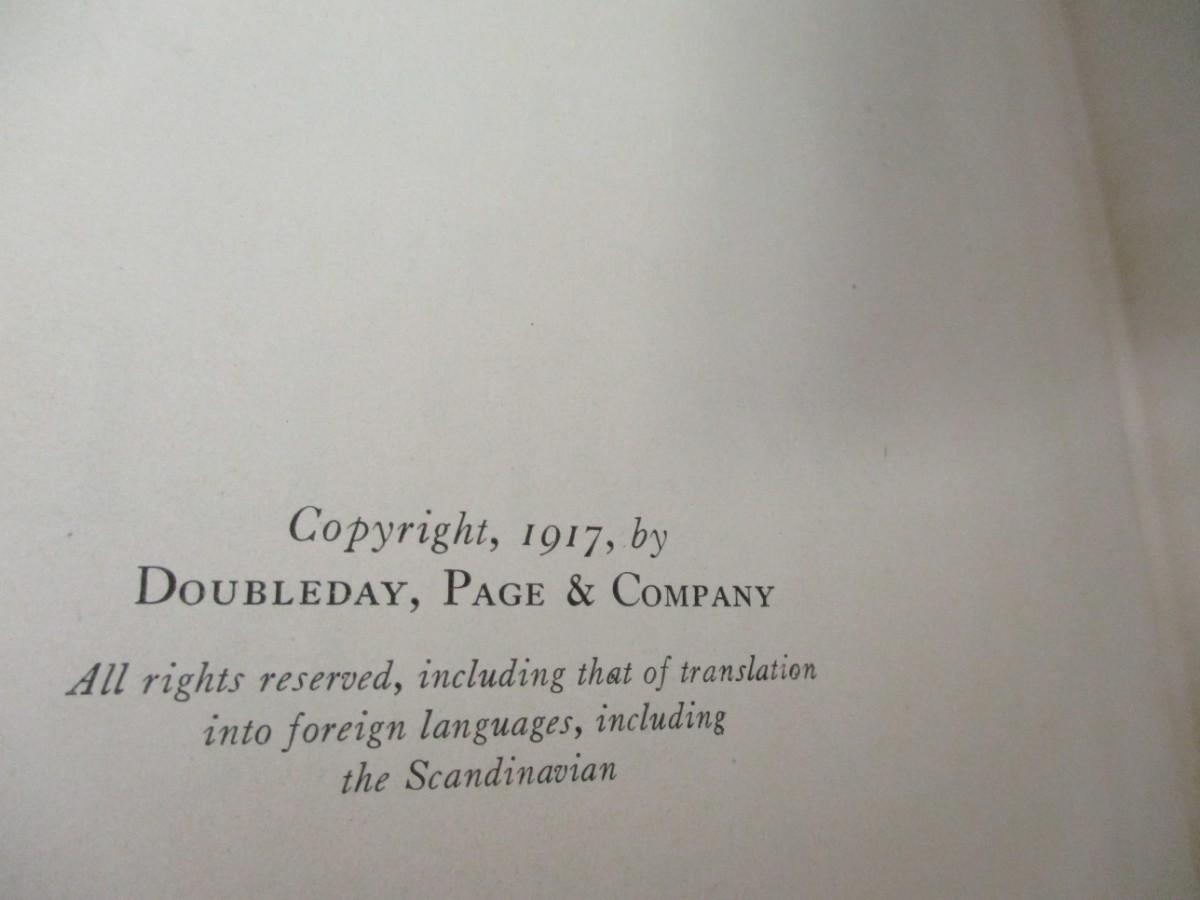 Copyright, 1917, by
Doubleday, Page & Company
All rights reserved, including that of translation
into foreign languages, including
the Scandinavian